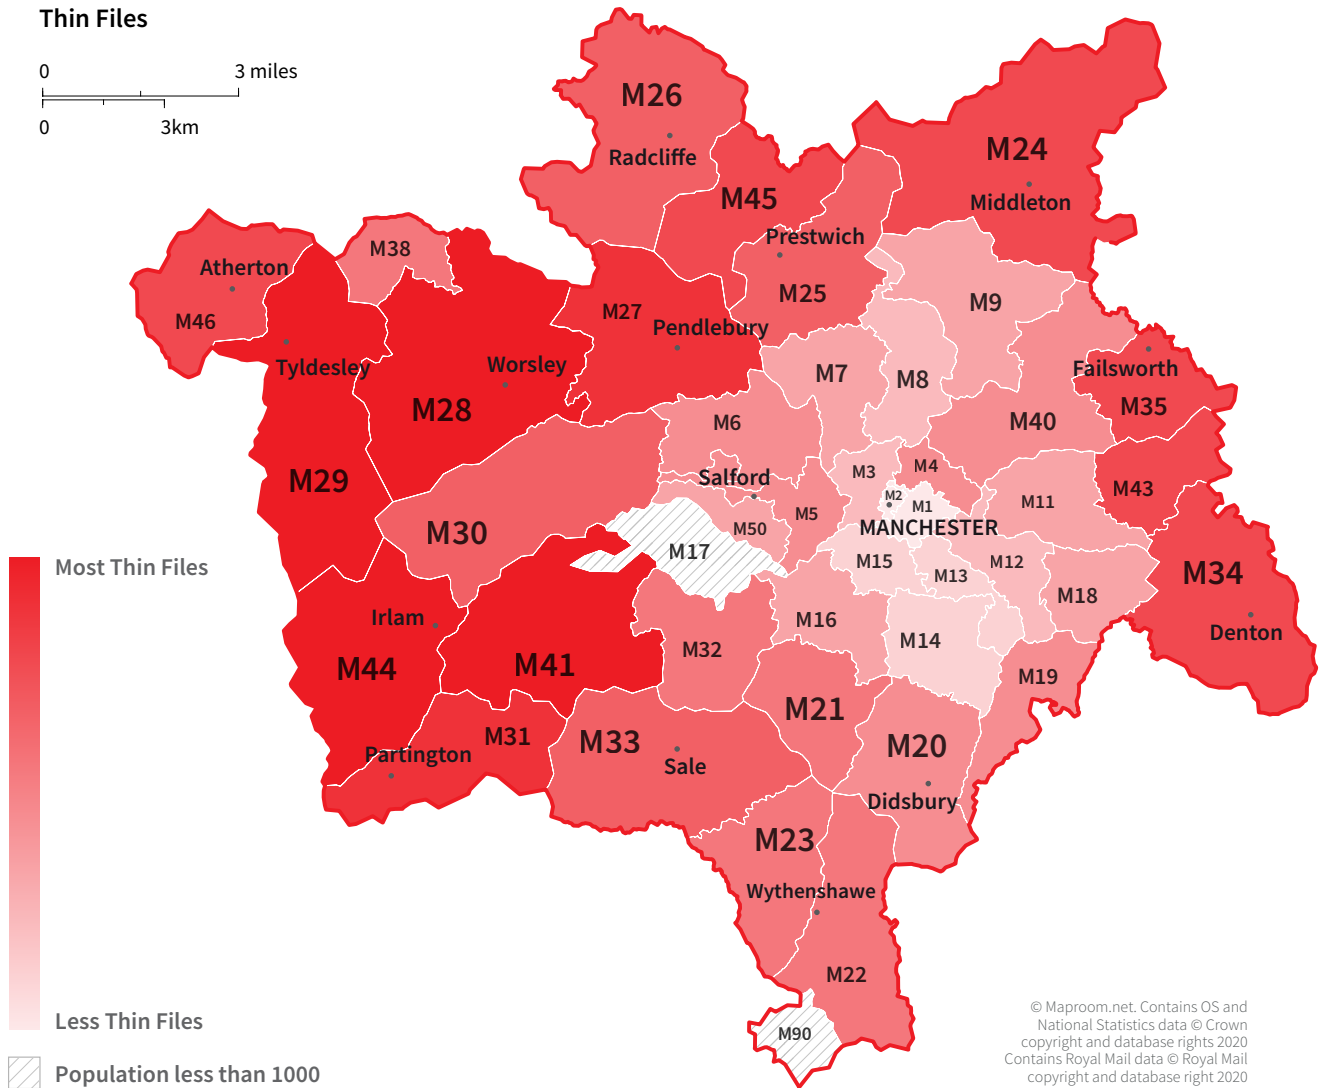 Thin Files
0
3 miles
0
3km
M26
Radcliffe
M24
Middleton
M45
Prestwich
M38
Atherton
M46
M25
M9
M27
Pendlebury
Tyldesley
Worsley
M28
M7
M8
Failsworth
M35
M6
M40
M29
Salford
M3
M4
M43
M2
M1
M11
M5
M30
M50
MANCHESTER
M17
M15
M13
M12
M34
M18
Most Thin Files
Irlam
M16
M14
Denton
M44
M41
M32
M19
M21
M31
M33
M20
Partington
Sale
Didsbury
M23
Wythenshawe
M22
M90
Less Thin Files
Population less than 1000
© Maproom.net. Contains OS and
National Statistics data © Crown
copyright and database rights 2020
Contains Royal Mail data © Royal Mail
copyright and database right 2020